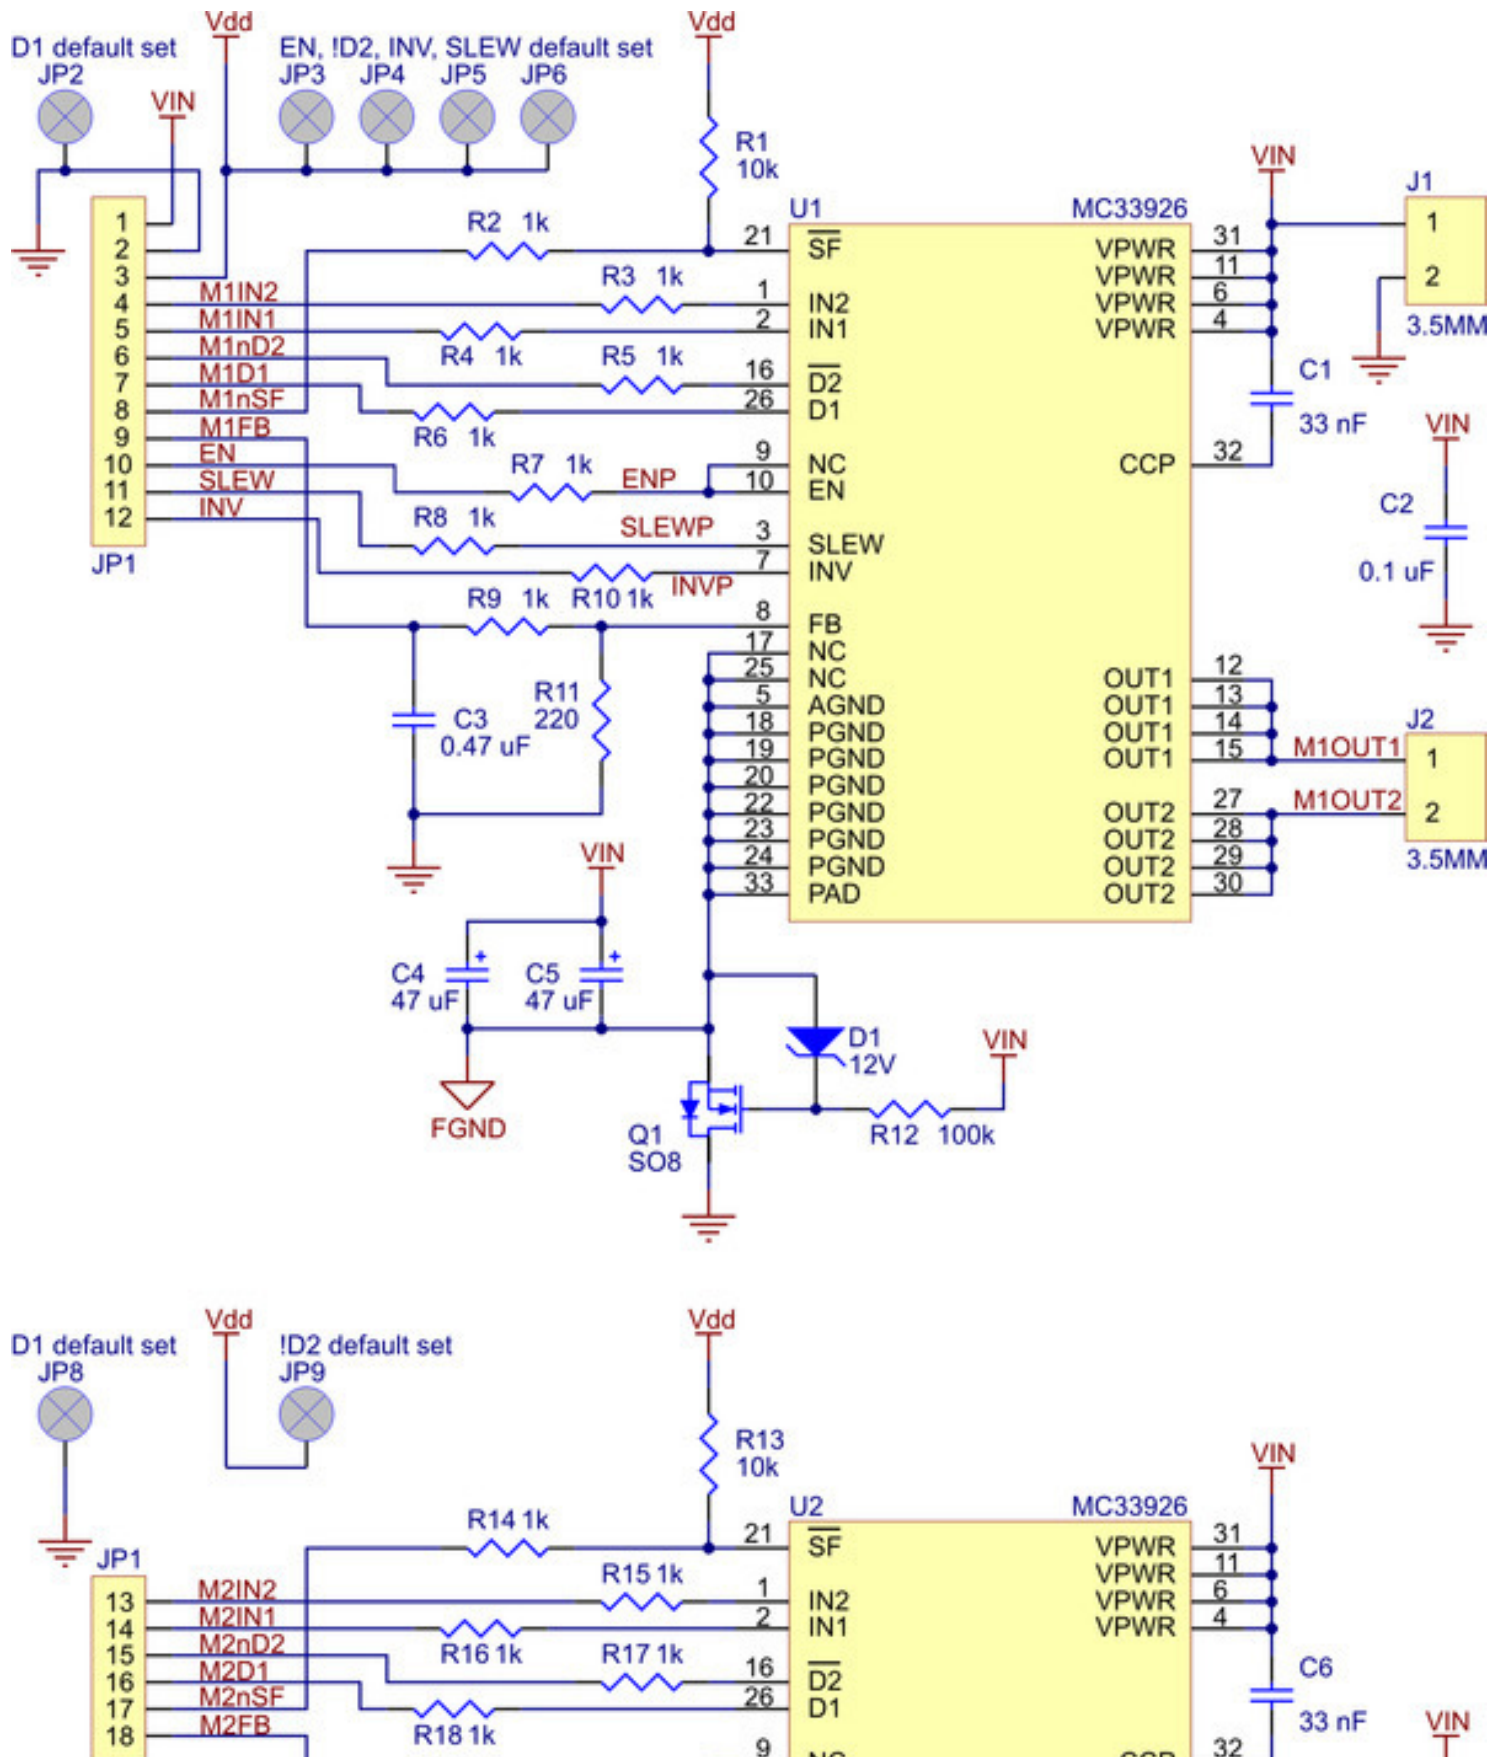 Vdd
Vdd
D1 default set
EN, !D2, INV, SLEW default set
JP2
JP3
JP4
JP5
JP6
VIN
R1
10k
VIN
J1
1
2
3.5MM
U1
MC33926
R2 1k
21
SF
R3 1k
1
IN2
2
IN1
R4 1k
R5 1k
16
D2
26
D1
R6 1k
R7 1k
ENP
9
NC
10
EN
R8 1k
SLEWP
3
SLEW
7
INV
INVP
R9 1k
R10 1k
8
FB
17
NC
25
NC
5
AGND
18
PGND
19
PGND
20
PGND
22
PGND
23
PGND
24
PGND
33
PAD
1
2
3
4
M1IN2
5
M1IN1
6
M1nD2
7
M1D1
8
M1nSF
9
M1FB
10
EN
11
SLEW
12
INV
JP1
VPWR
31
VPWR
11
VPWR
6
VPWR
4
C1
33 nF
CCP
32
VIN
C2
0.1 uF
OUT1
12
OUT1
13
OUT1
14
OUT1
15
M1OUT1
OUT2
27
M1OUT2
OUT2
28
OUT2
29
OUT2
30
J2
1
2
3.5MM
R11
220
C3
0.47 uF
VIN
C4
47 uF
C5
47 uF
FGND
D1
12V
VIN
R12 100k
Q1
SO8
Vdd
Vdd
D1 default set
!D2 default set
JP8
JP9
R13
10k
VIN
U2
MC33926
R14 1k
21
SF
R15 1k
1
IN2
2
IN1
R16 1k
R17 1k
16
D2
26
D1
R18 1k
9
NC
JP1
13
M2IN2
14
M2IN1
15
M2nD2
16
M2D1
17
M2nSF
18
M2FB
VPWR
31
VPWR
11
VPWR
6
VPWR
4
C6
33 nF
CCP
32
VIN